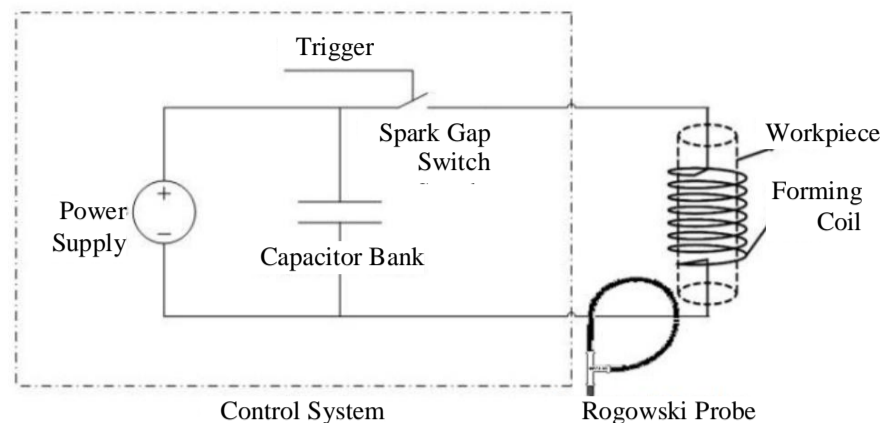 Trigger
Spark Gap
Switch
Workpiece
Forming
Coil
+
−
Power
Supply
Capacitor Bank
Control System
Rogowski Probe